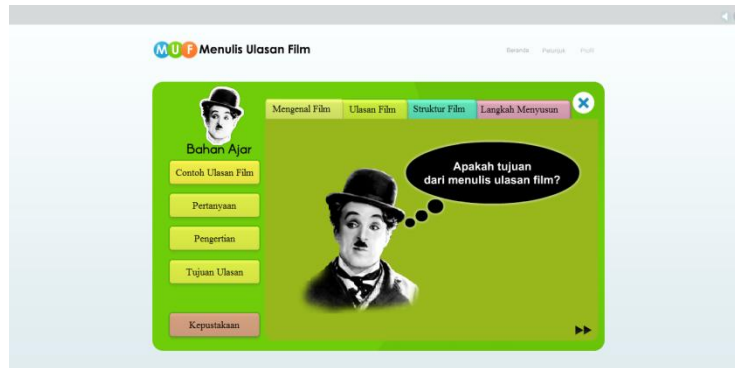 MUF Menulis Ulasan Film
Beranda
Bahan Ajar
Mengenal Film
Ulasan Film
Struktur Film
Langkah Menyusun
Contoh Ulasan Film
Pertanyaan
Pengertian
Tujuan Ulasan
Kepustakaan
Apakah tujuan
dari menulis ulasan film?